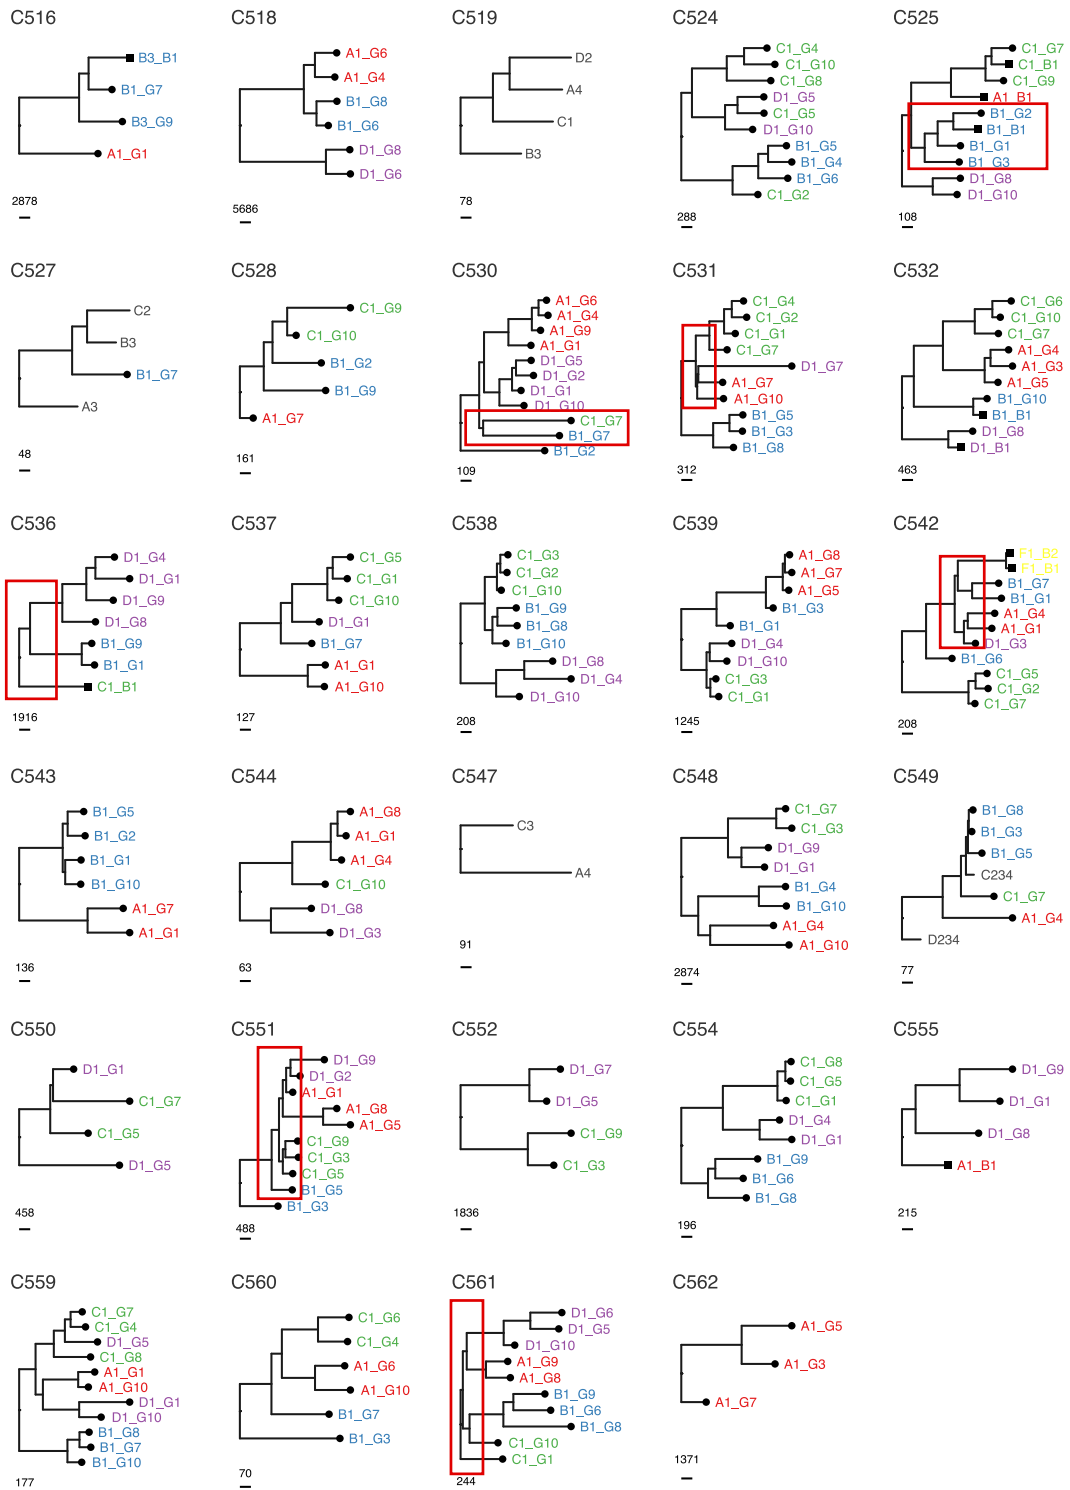 C516
B3_B1
B1_G7
B3_G9
A1_G1
2878
C518
A1_G6
A1_G4
B1_G8
B1_G6
D1_G8
D1_G6
5686
C519
D2
A4
C1
B3
78
C524
C1_G4
C1_G10
C1_G8
D1_G5
C1_G5
D1_G10
B1_G5
B1_G4
B1_G6
C1_G2
288
C525
C1_G7
C1_B1
C1_G9
A1_B1
B1_G2
B1_B1
B1_G1
B1_G3
D1_G8
D1_G10
108
C527
C2
B3
B1_G7
A3
48
C528
C1_G9
C1_G10
B1_G2
B1_G9
A1_G7
161
C530
A1_G6
A1_G4
A1_G9
A1_G1
D1_G5
D1_G2
D1_G1
D1_G10
C1_G7
B1_G7
B1_G2
109
C531
C1_G4
C1_G2
C1_G1
C1_G7
D1_G7
A1_G7
A1_G10
B1_G5
B1_G3
B1_G8
312
C532
C1_G6
C1_G10
C1_G7
A1_G4
A1_G3
A1_G5
B1_G10
B1_B1
D1_G8
D1_B1
463
C536
D1_G4
D1_G1
D1_G9
D1_G8
B1_G9
B1_G1
C1_B1
1916
C537
C1_G5
C1_G1
C1_G10
D1_G1
B1_G7
A1_G1
A1_G10
127
C538
C1_G3
C1_G2
C1_G10
B1_G9
B1_G8
B1_G10
D1_G8
D1_G4
D1_G10
208
C539
A1_G8
A1_G7
A1_G5
B1_G3
B1_G1
D1_G4
D1_G10
C1_G3
C1_G1
1245
C542
F1_B2
F1_B1
B1_G7
B1_G1
A1_G4
A1_G1
D1_G3
B1_G6
C1_G5
C1_G2
C1_G7
208
C543
B1_G5
B1_G2
B1_G1
B1_G10
A1_G7
A1_G1
136
C544
A1_G8
A1_G1
A1_G4
C1_G10
D1_G8
D1_G3
63
C547
C3
A4
91
C548
C1_G7
C1_G3
D1_G9
D1_G1
B1_G4
B1_G10
A1_G4
A1_G10
2874
C549
B1_G8
B1_G3
B1_G5
C234
C1_G7
A1_G4
D234
77
C550
D1_G1
C1_G7
C1_G5
D1_G5
458
C551
D1_G9
D1_G2
A1_G1
A1_G8
A1_G5
C1_G9
C1_G3
C1_G5
B1_G5
B1_G3
488
C552
D1_G7
D1_G5
C1_G9
C1_G3
1836
C554
C1_G8
C1_G5
C1_G1
D1_G4
D1_G1
B1_G9
B1_G6
B1_G8
196
C555
D1_G9
D1_G1
D1_G8
A1_B1
215
C559
C1_G7
C1_G4
D1_G5
C1_G8
A1_G1
A1_G10
D1_G1
D1_G10
B1_G8
B1_G7
B1_G10
177
C560
C1_G6
C1_G4
A1_G6
A1_G10
B1_G7
B1_G3
70
C561
D1_G6
D1_G5
D1_G10
A1_G9
A1_G8
B1_G9
B1_G6
B1_G8
C1_G10
C1_G1
244
C562
A1_G5
A1_G3
A1_G7
1371